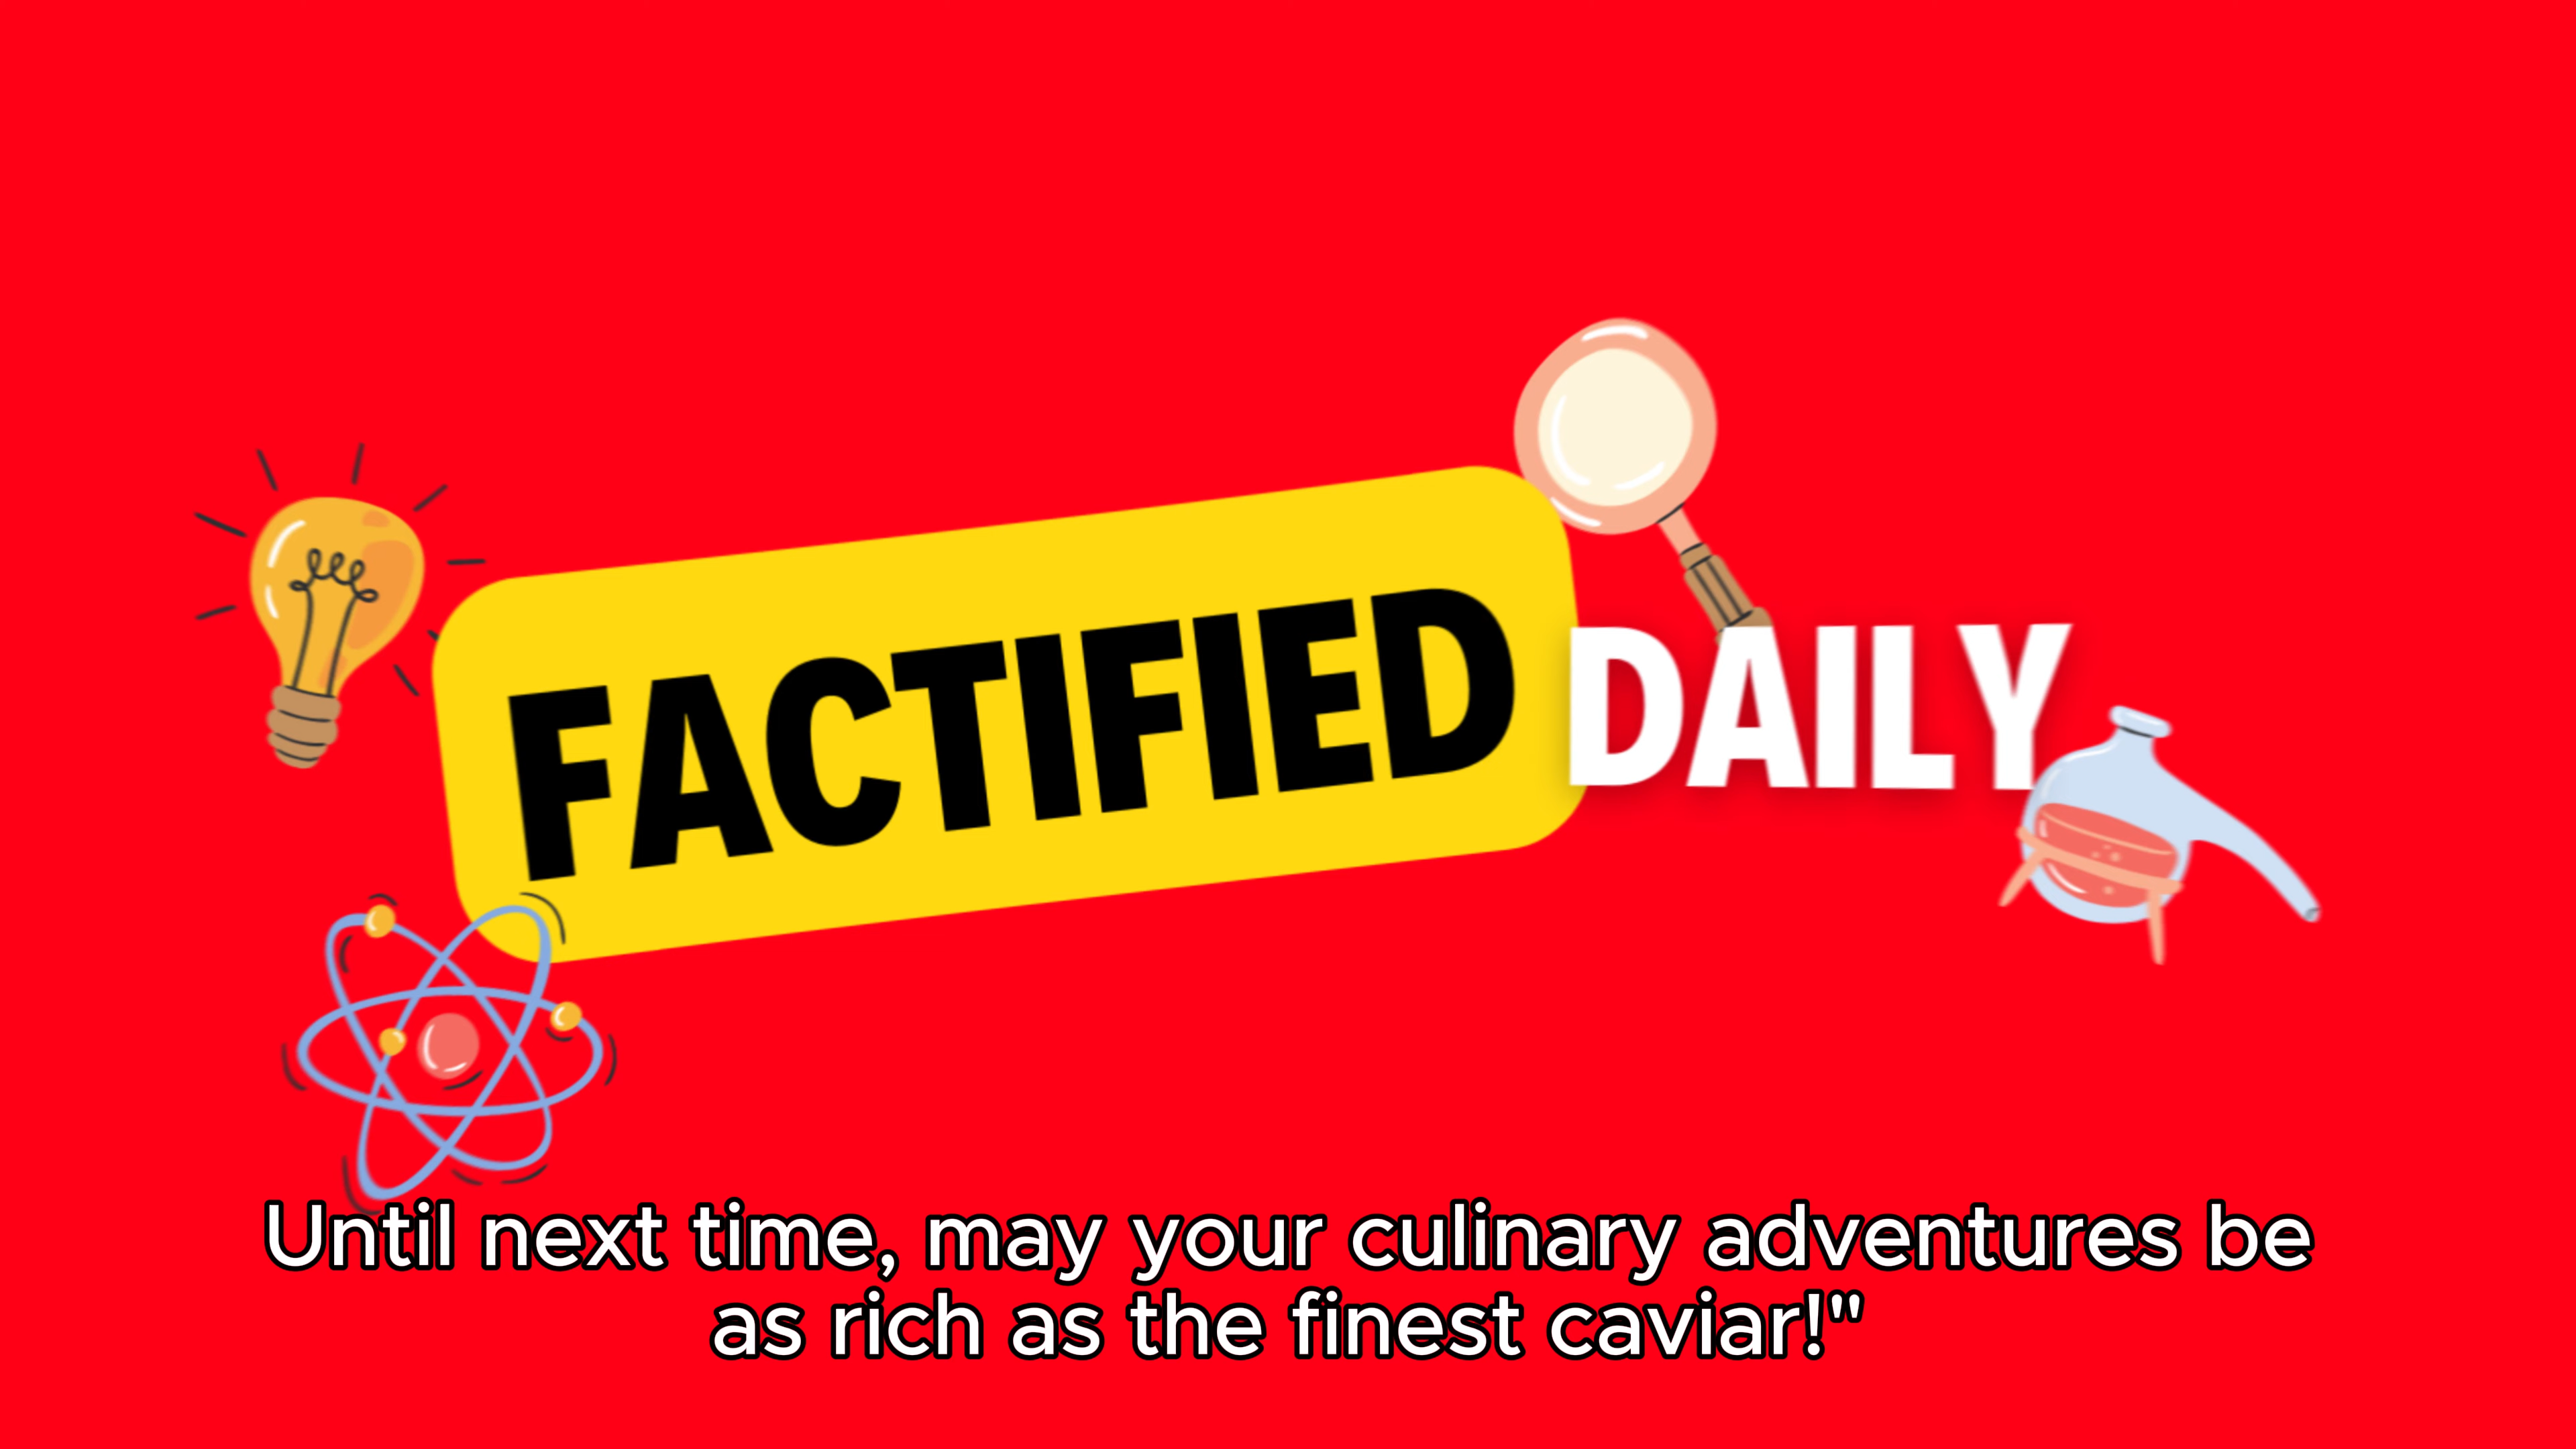 FACTIFIED DAILY
Until next time, may your culinary adventures be
as rich as the finest caviar!"